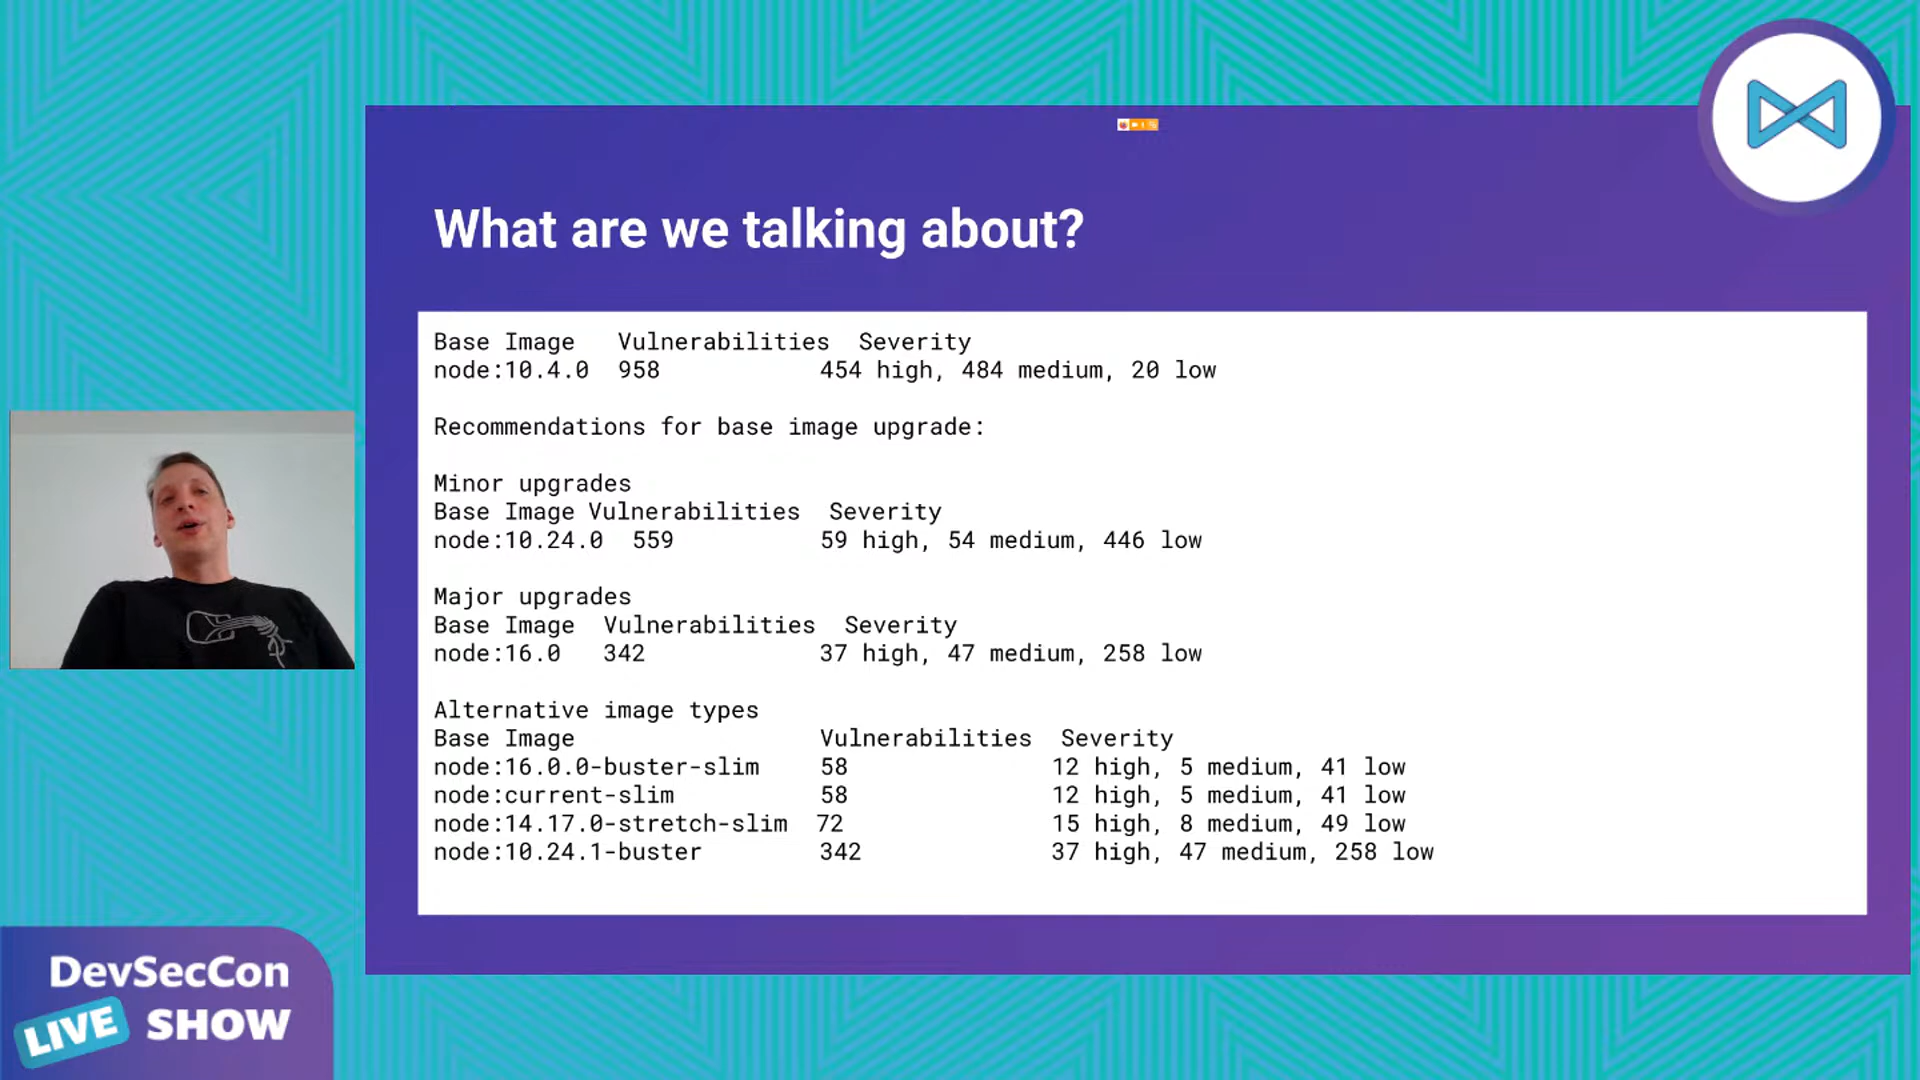 What are we talking about?
Base Image Vulnerabilities Severity
node:10.4.0 958 454 high, 484 medium, 20 low
Recommendations for base image upgrade:
Minor upgrades
Base Image Vulnerabilities Severity
node:10.24.0 559 59 high, 54 medium, 446 low
Major upgrades
Base Image Vulnerabilities Severity
node:16.0 342 37 high, 47 medium, 258 low
Alternative image types
Base Image Vulnerabilities Severity
node:16.0.0-buster-slim 58 12 high, 5 medium, 41 low
node:current-slim 58 12 high, 5 medium, 41 low
node:14.17.0-stretch-slim 72 15 high, 8 medium, 49 low
node:10.24.1-buster 342 37 high, 47 medium, 258 low
DevSecCon
LIVE SHOW